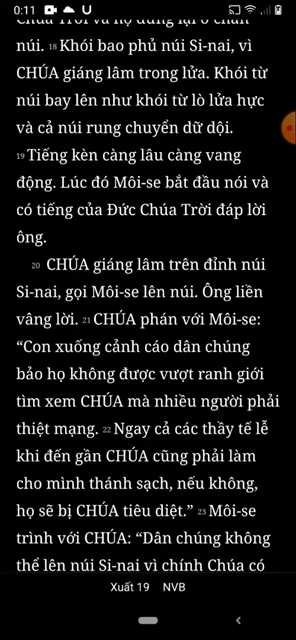 0:11
Chúa Trời và họ đứng lại ở chân
núi. 18 Khói bao phủ núi Si-nai, vì
CHÚA giáng lâm trong lửa. Khói từ
núi bay lên như khói từ lò lửa hực
và cả núi rung chuyển dữ dội.
19 Tiếng kèn càng lâu càng vang
động. Lúc đó Môi-se bắt đầu nói và
có tiếng của Đức Chúa Trời đáp lời
ông.
20 CHÚA giáng lâm trên đỉnh núi
Si-nai, gọi Môi-se lên núi. Ông liền
vâng lời. 21 CHÚA phán với Môi-se:
“Con xuống cảnh cáo dân chúng
bảo họ không được vượt ranh giới
tìm xem CHÚA mà nhiều người phải
thiệt mạng. 22 Ngay cả các thầy tế lễ
khi đến gần CHÚA cũng phải làm
cho mình thánh sạch, nếu không,
họ sẽ bị CHÚA tiêu diệt.” 23 Môi-se
trình với CHÚA: “Dân chúng không
thể lên núi Si-nai vì chính Chúa có
Xuất 19 NVB